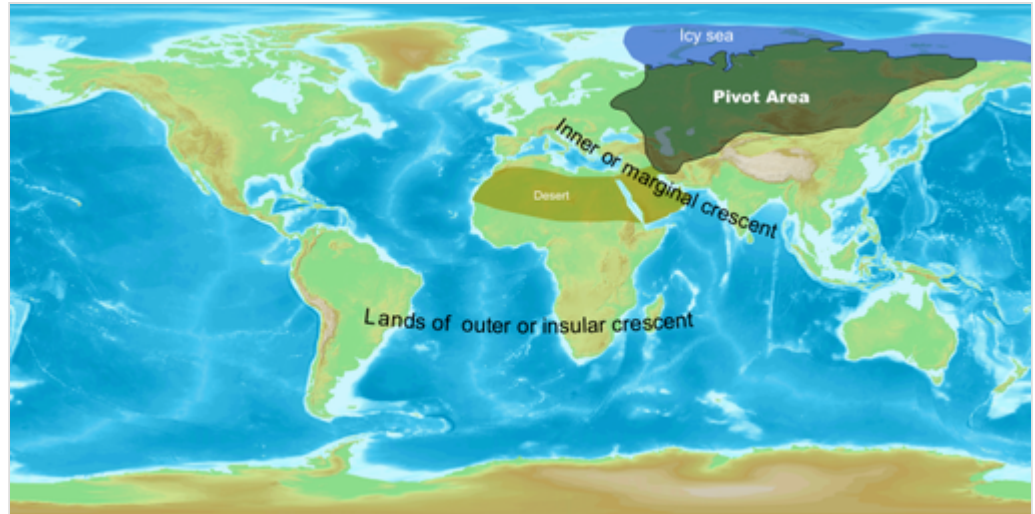 Icy sea
Pivot Area
Inner or marginal crescent
Desert
Lands of outer or insular crescent